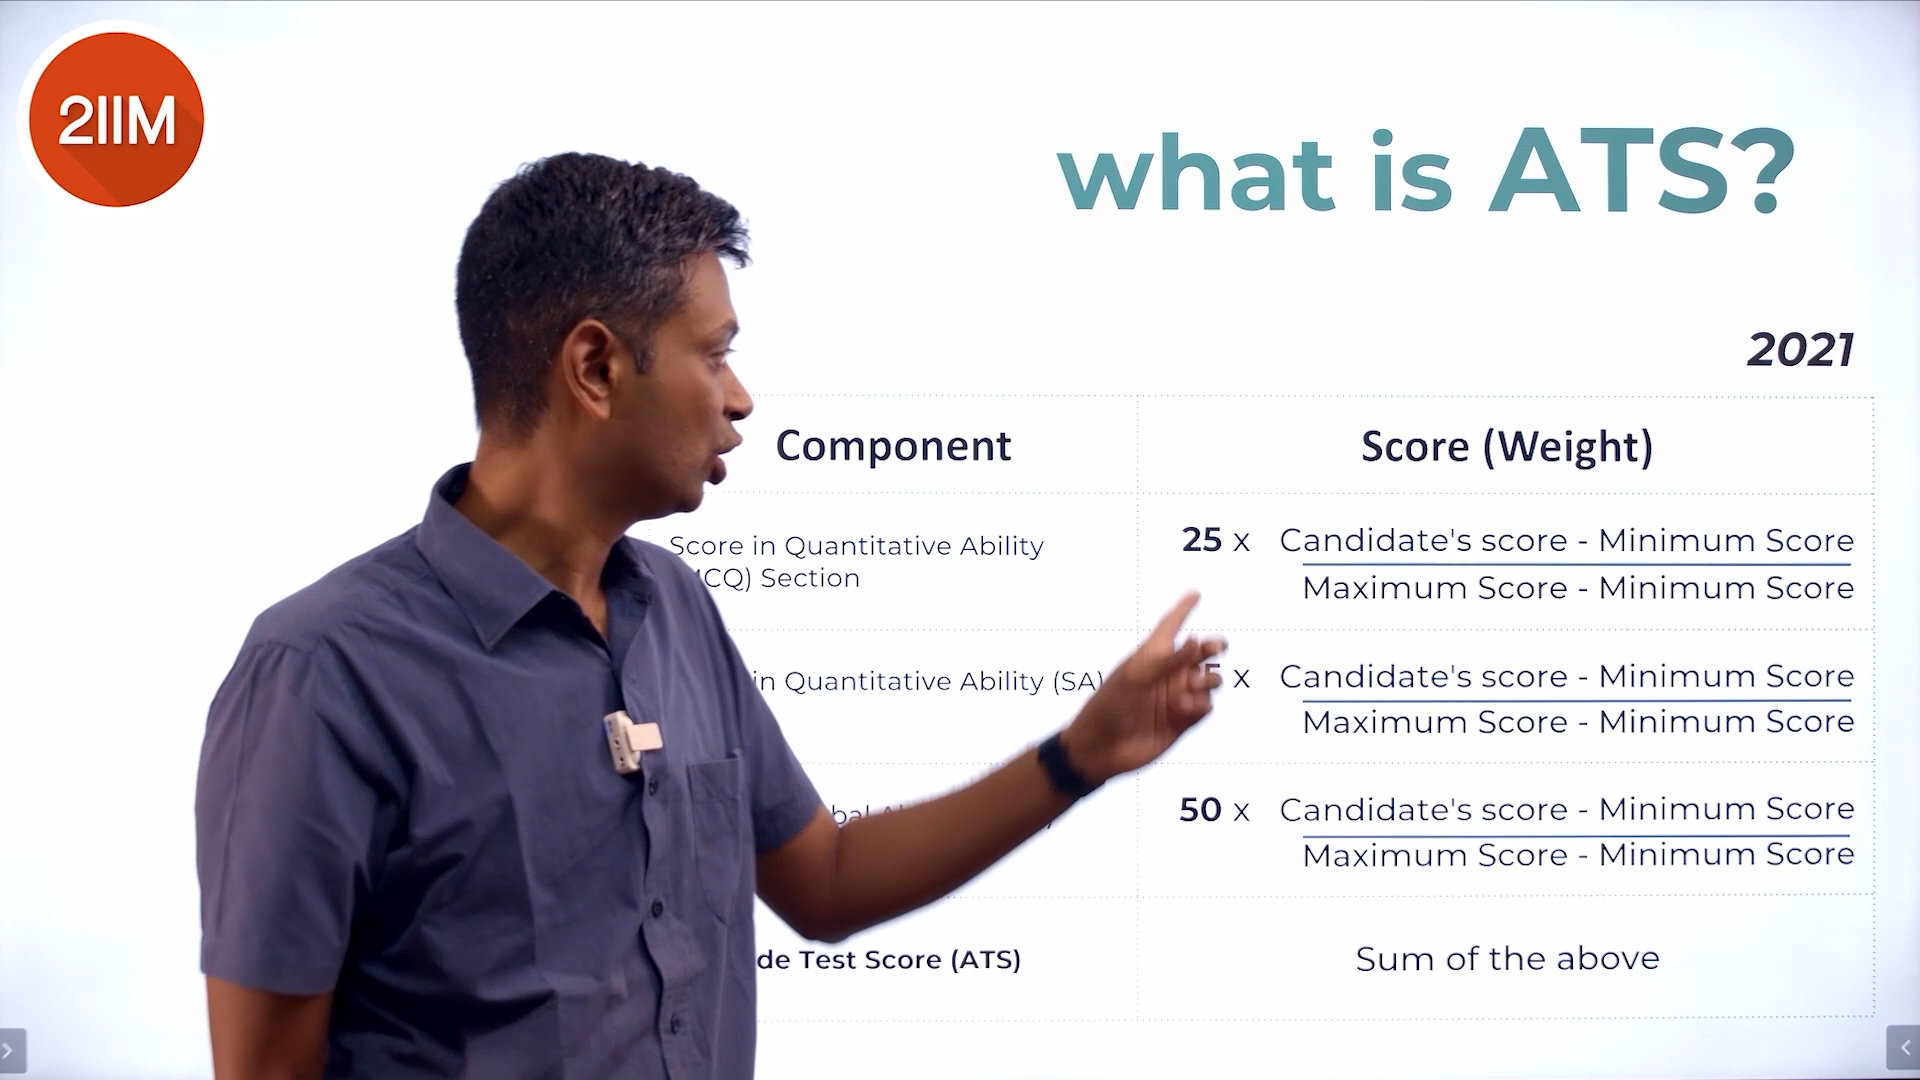 2IIM
what is ATS?
2021
Component
Score (Weight)
Score in Quantitative Ability
CQ) Section
25 x Candidate's score - Minimum Score
Maximum Score - Minimum Score
in Quantitative Ability (SA)
5 x Candidate's score - Minimum Score
Maximum Score - Minimum Score
50 x Candidate's score - Minimum Score
Maximum Score - Minimum Score
de Test Score (ATS)
Sum of the above